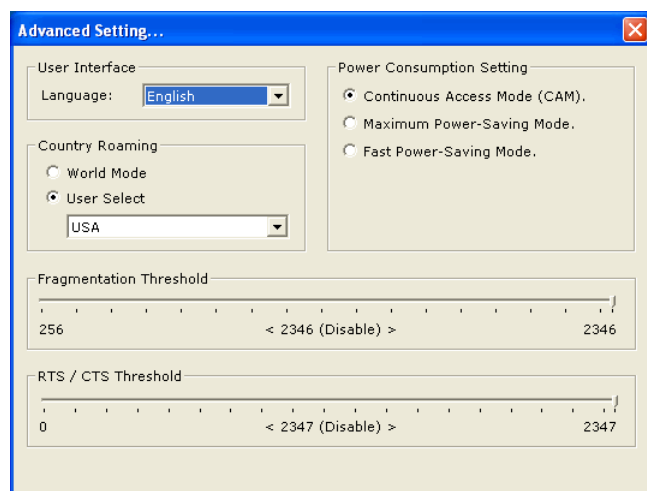 Advanced Setting...
User Interface
Language: English
Country Roaming
World Mode
User Select
USA
Power Consumption Setting
Continuous Access Mode (CAM).
Maximum Power-Saving Mode.
Fast Power-Saving Mode.
Fragmentation Threshold
256 < 2346 (Disable) > 2346
RTS / CTS Threshold
0 < 2347 (Disable) > 2347